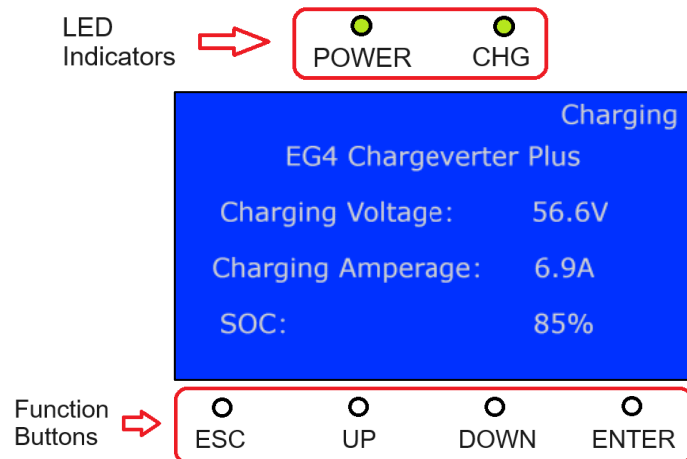 LED
Indicators
POWER CHG
Charging
EG4 Chargeverter Plus
Charging Voltage: 56.6V
Charging Amperage: 6.9A
SOC: 85%
Function
Buttons
ESC UP DOWN ENTER